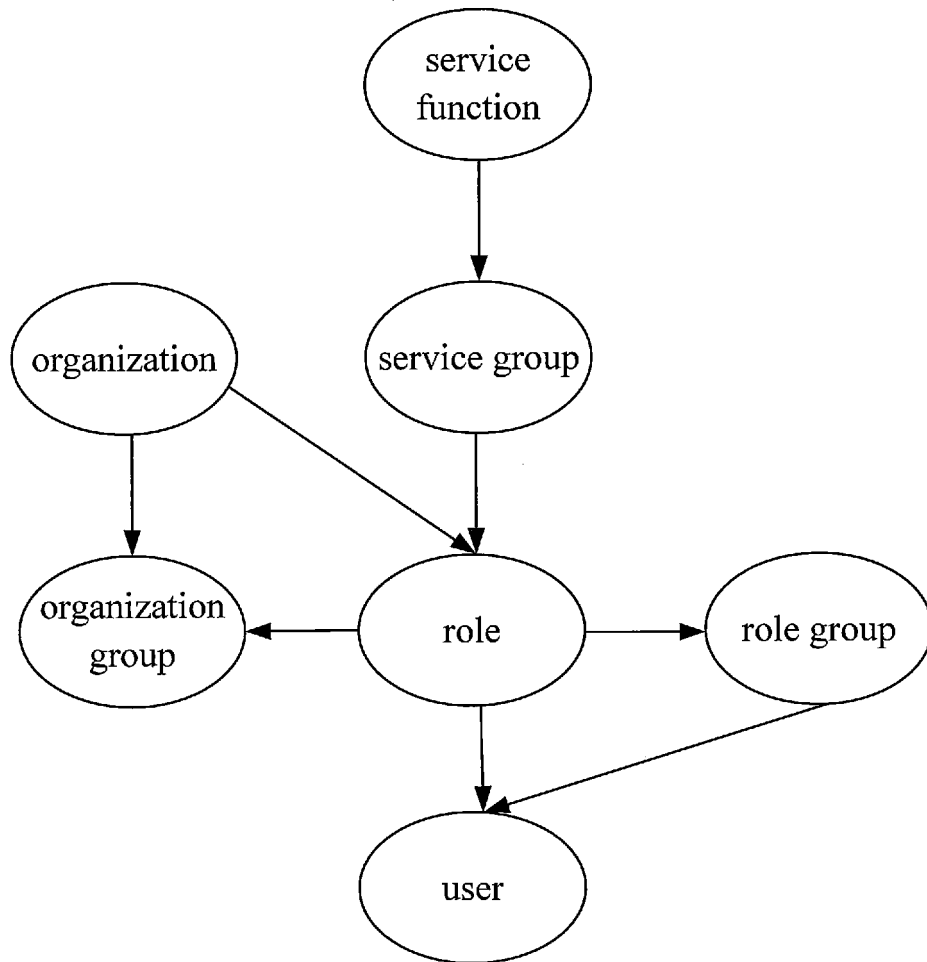 service
function
organization
service group
organization
group
role
role group
user